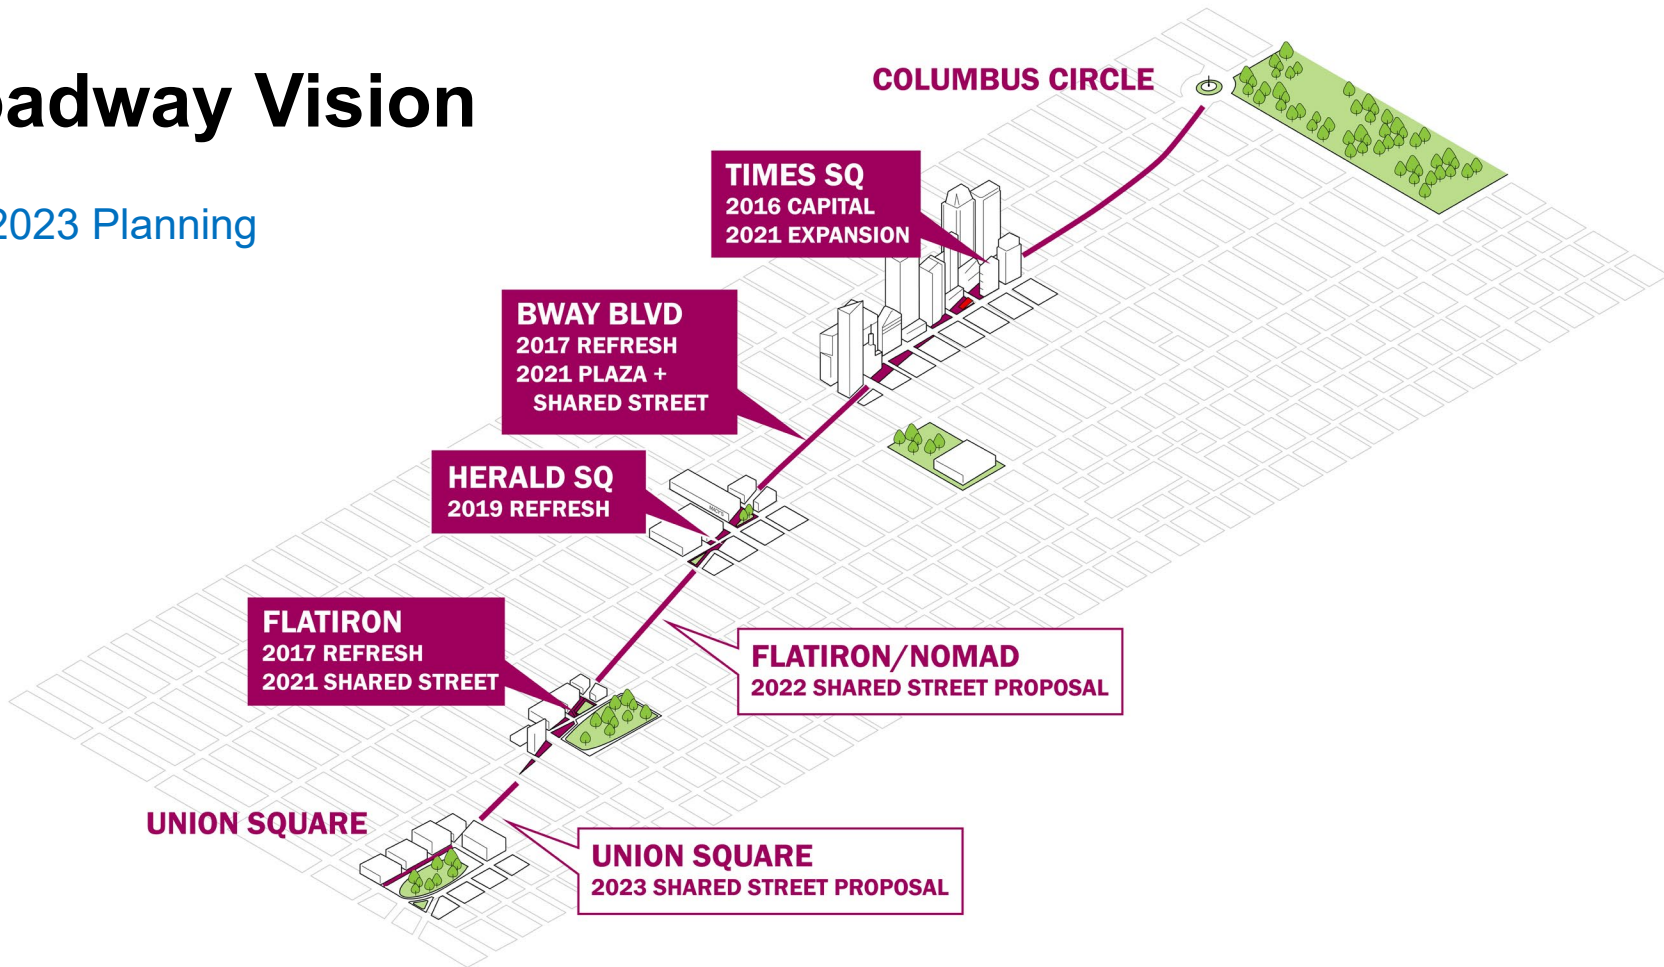 adway Vision
2023 Planning
COLUMBUS CIRCLE
TIMES SQ
2016 CAPITAL
2021 EXPANSION
BWAY BLVD
2017 REFRESH
2021 PLAZA +
SHARED STREET
HERALD SQ
2019 REFRESH
MACY'S
FLATIRON
2017 REFRESH
2021 SHARED STREET
FLATIRON/NOMAD
2022 SHARED STREET PROPOSAL
UNION SQUARE
UNION SQUARE
2023 SHARED STREET PROPOSAL